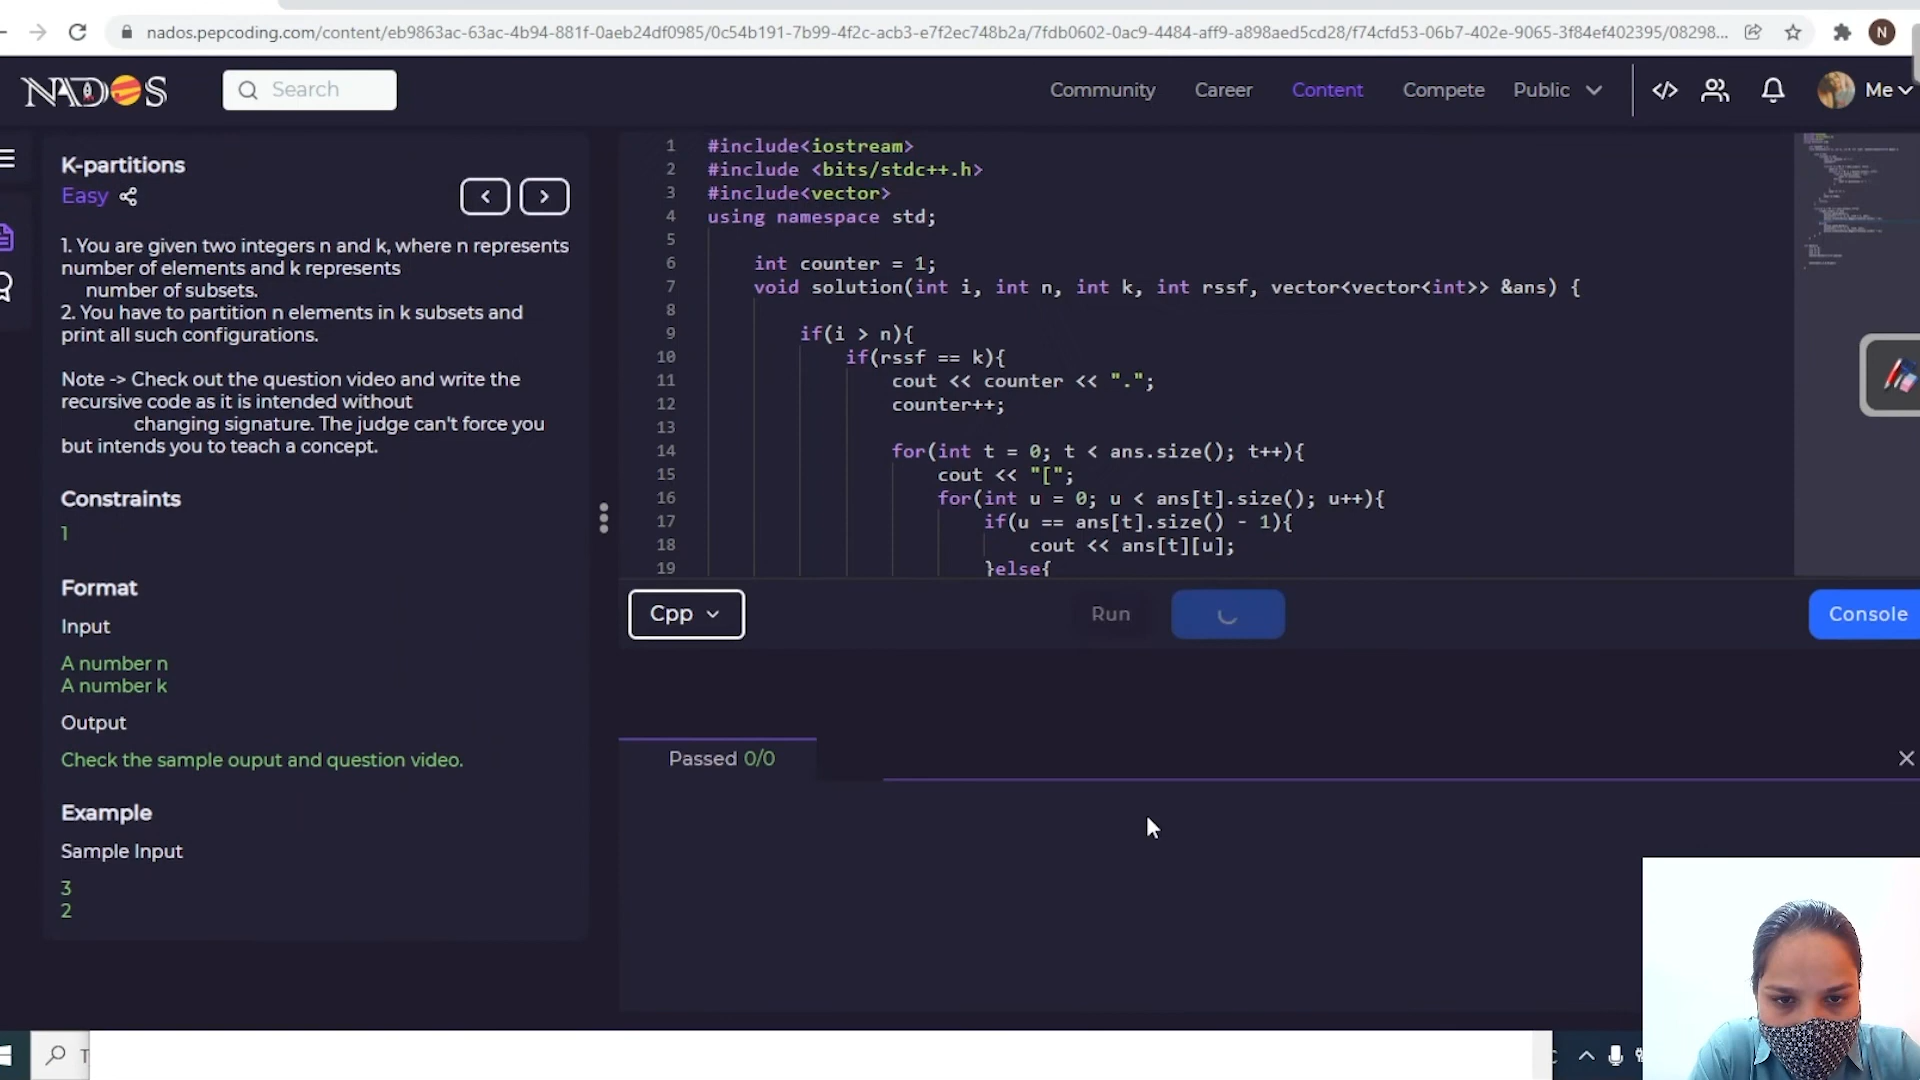 nados.pepcoding.com/content/eb9863ac-63ac-4b94-881f-0aeb24df0985/0c54b191-7b99-4f2c-acb3-e7f2ec748b2a/7fdb0602-0ac9-4484-aff9-a898aed5cd28/f74cfd53-06b7-402e-9065-3f84ef402395/08298...
N
NADOS
Search
Community
Career
Content
Compete
Public
</>
Me
K-partitions
Easy
1. You are given two integers n and k, where n represents
number of elements and k represents
number of subsets.
2. You have to partition n elements in k subsets and
print all such configurations.
Note -> Check out the question video and write the
recursive code as it is intended without
changing signature. The judge can't force you
but intends you to teach a concept.
Constraints
1
Format
Input
A number n
A number k
Output
Check the sample ouput and question video.
Example
Sample Input
3
2
1 #include<iostream>
2 #include <bits/stdc++.h>
3 #include<vector>
4 using namespace std;
5
6 int counter = 1;
7 void solution(int i, int n, int k, int rssf, vector<vector<int>> &ans) {
8
9 if(i > n){
10 if(rssf == k){
11 cout << counter << ".";
12 counter++;
13
14 for(int t = 0; t < ans.size(); t++){
15 cout << "[";
16 for(int u = 0; u < ans[t].size(); u++){
17 if(u == ans[t].size() - 1){
18 cout << ans[t][u];
19 }else{
Cpp
Run
Console
Passed 0/0
T